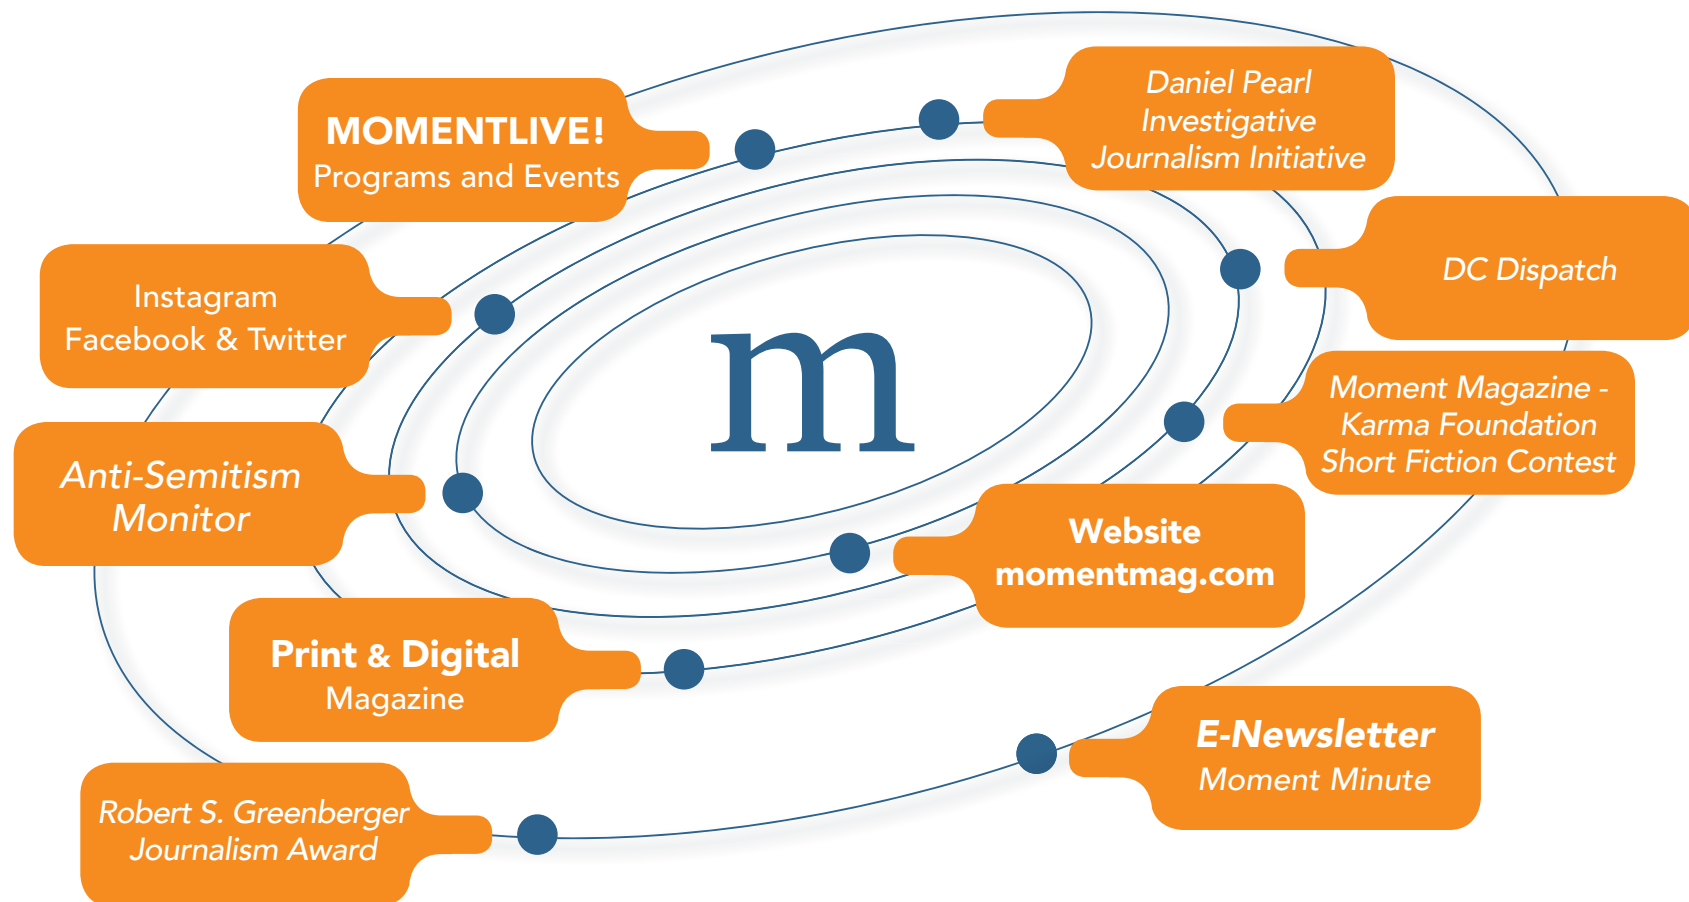 MOMENTLIVE!
Programs and Events
Daniel Pearl
Investigative
Journalism Initiative
Instagram
Facebook & Twitter
DC Dispatch
m
Moment Magazine -
Karma Foundation
Short Fiction Contest
Anti-Semitism
Monitor
Website
momentmag.com
Print & Digital
Magazine
E-Newsletter
Moment Minute
Robert S. Greenberger
Journalism Award